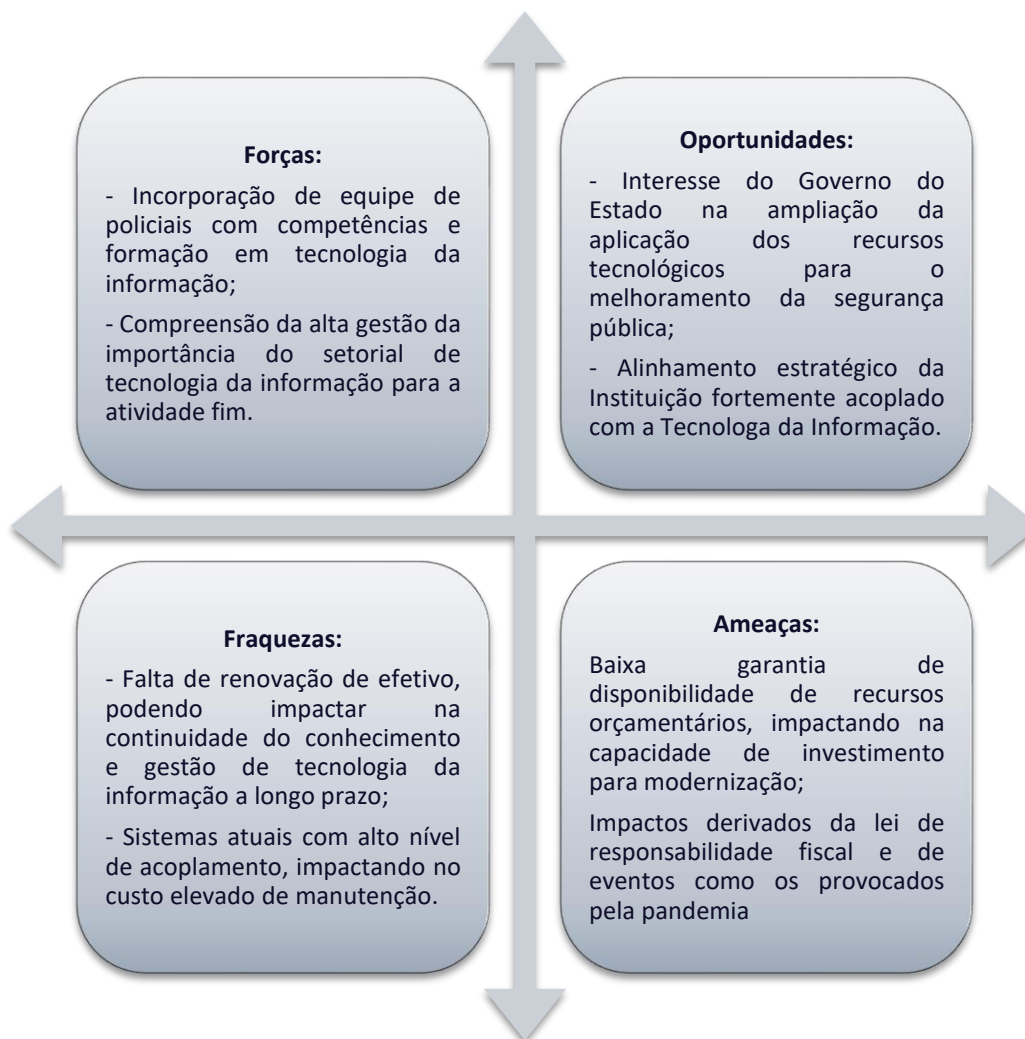 Forças:
- Incorporação de equipe de
policiais com competências e
formação em tecnologia da
informação;
- Compreensão da alta gestão da
importância do setorial de
tecnologia da informação para a
atividade fim.
Oportunidades:
- Interesse do Governo do
Estado na ampliação da
aplicação dos recursos
tecnológicos para o
melhoramento da segurança
pública;
- Alinhamento estratégico da
Instituição fortemente acoplado
com a Tecnologa da Informação.
Fraquezas:
- Falta de renovação de efetivo,
podendo impactar na
continuidade do conhecimento
e gestão de tecnologia da
informação a longo prazo;
- Sistemas atuais com alto nível
de acoplamento, impactando no
custo elevado de manutenção.
Ameaças:
Baixa garantia de
disponibilidade de recursos
orçamentários, impactando na
capacidade de investimento
para modernização;
Impactos derivados da lei de
responsabilidade fiscal e de
eventos como os provocados
pela pandemia